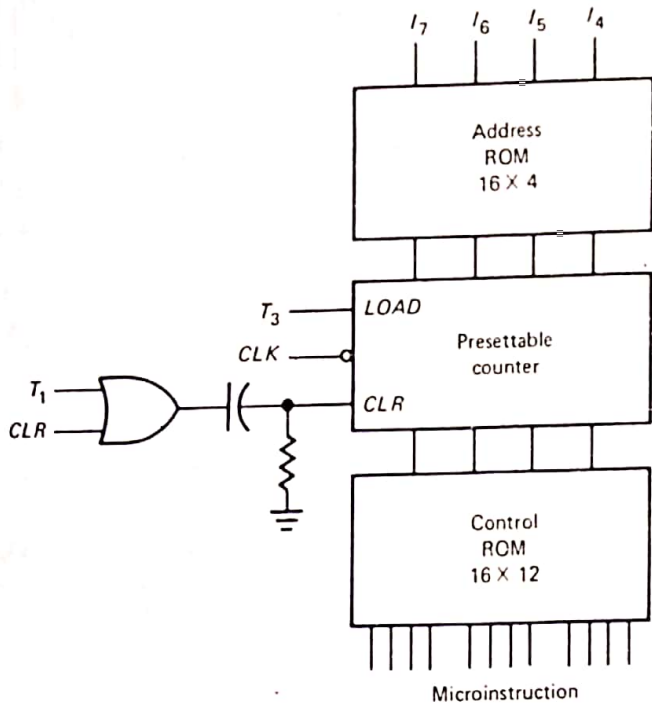 I7 I6 I5 I4
Address
ROM
16 × 4
T3 LOAD
Presettable
counter
CLK
T1
CLR
CLR
Control
ROM
16 × 12
Microinstruction